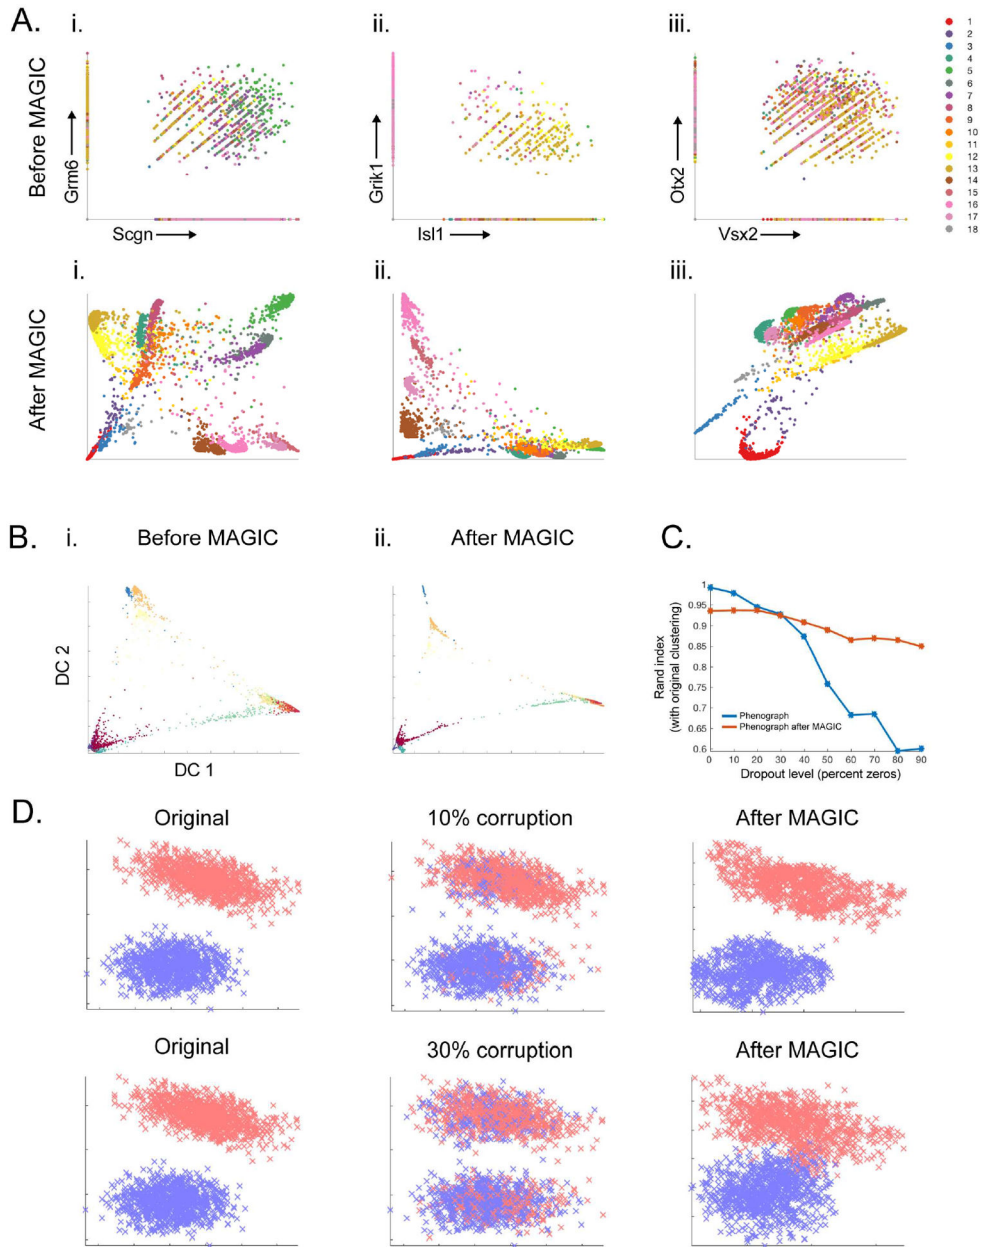 A.
i.
ii.
iii.
Before MAGIC
Grm6
Scgn
Grik1
Isl1
Otx2
Vsx2
1
2
3
4
5
6
7
8
9
10
11
12
13
14
15
16
17
18
i.
ii.
iii.
After MAGIC
B.
i.
Before MAGIC
ii.
After MAGIC
DC 2
DC 1
C.
1
0.95
0.9
0.85
0.8
0.75
0.7
0.65
0.6
Rand index
(with original clustering)
Phenograph
Phenograph after MAGIC
0 10 20 30 40 50 60 70 80 90
Dropout level (percent zeros)
D.
Original
10% corruption
After MAGIC
Original
30% corruption
After MAGIC